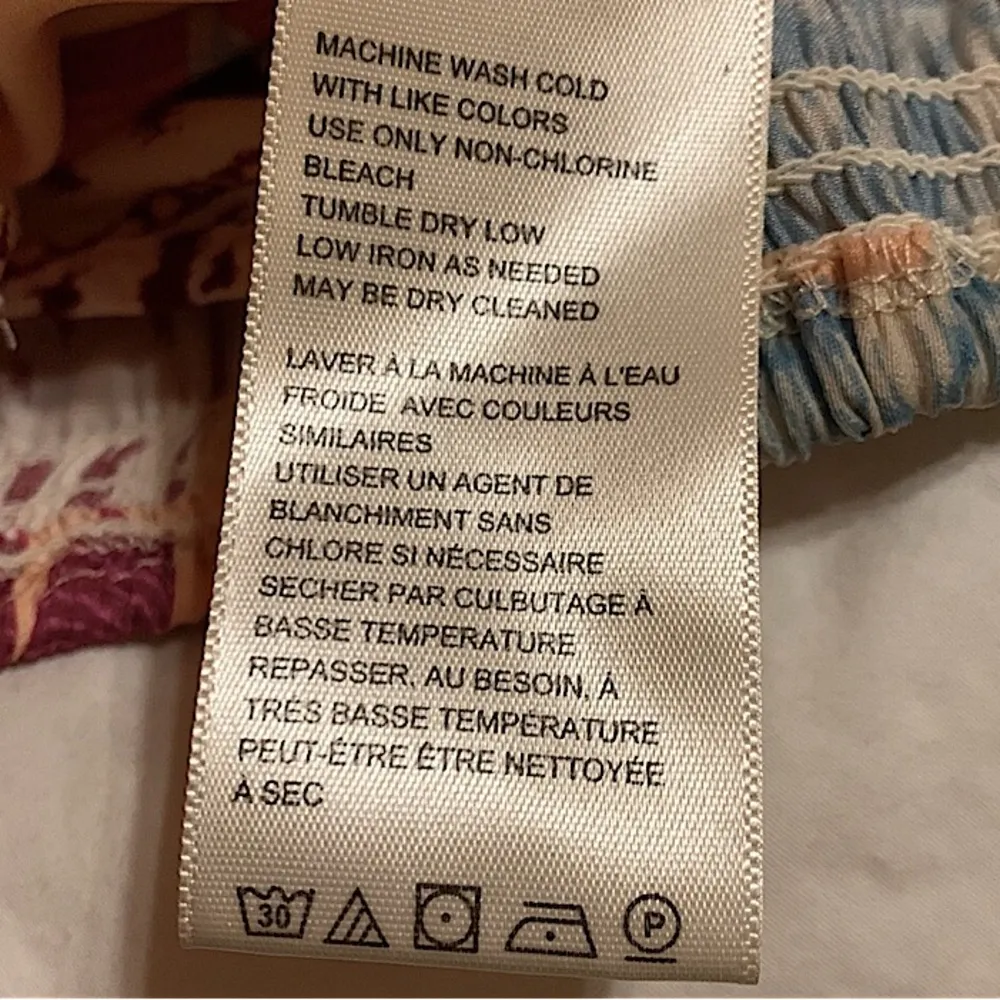 MACHINE WASH COLD
WITH LIKE COLORS
USE ONLY NON-CHLORINE
BLEACH
TUMBLE DRY LOW
LOW IRON AS NEEDED
MAY BE DRY CLEANED
LAVER À LA MACHINE À L'EAU
FROIDE AVEC COULEURS
SIMILAIRES
UTILISER UN AGENT DE
BLANCHIMENT SANS
CHLORE SI NÉCESSAIRE
SECHER PAR CULBUTAGE À
BASSE TEMPERATURE
REPASSER, AU BESOIN, À
TRÉS BASSE TEMPÉRATURE
PEUT-ÊTRE ÊTRE NETTOYÉE
À SEC
30 P